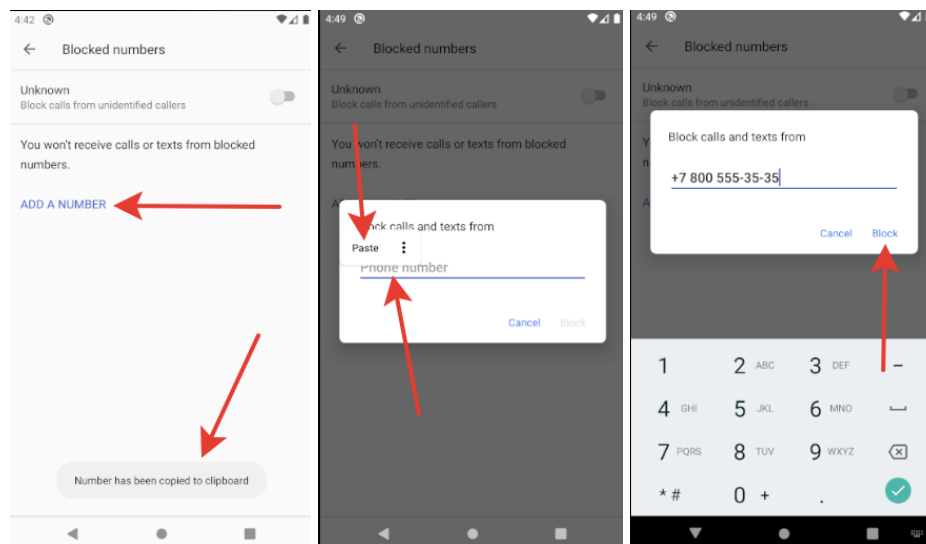 4:42
Blocked numbers
Unknown
Block calls from unidentified callers
You won't receive calls or texts from blocked
numbers.
ADD A NUMBER
Number has been copied to clipboard
4:49
Blocked numbers
Unknown
Block calls from unidentified callers
You won't receive calls or texts from blocked
numbers.
Block calls and texts from
Paste
Phone number
Cancel Block
4:49
Blocked numbers
Unknown
Block calls from unidentified callers
Block calls and texts from
+7 800 555-35-35
Cancel Block
1 2 ABC 3 DEF –
4 GHI 5 JKL 6 MNO
7 PQRS 8 TUV 9 WXYZ
* # 0 + .